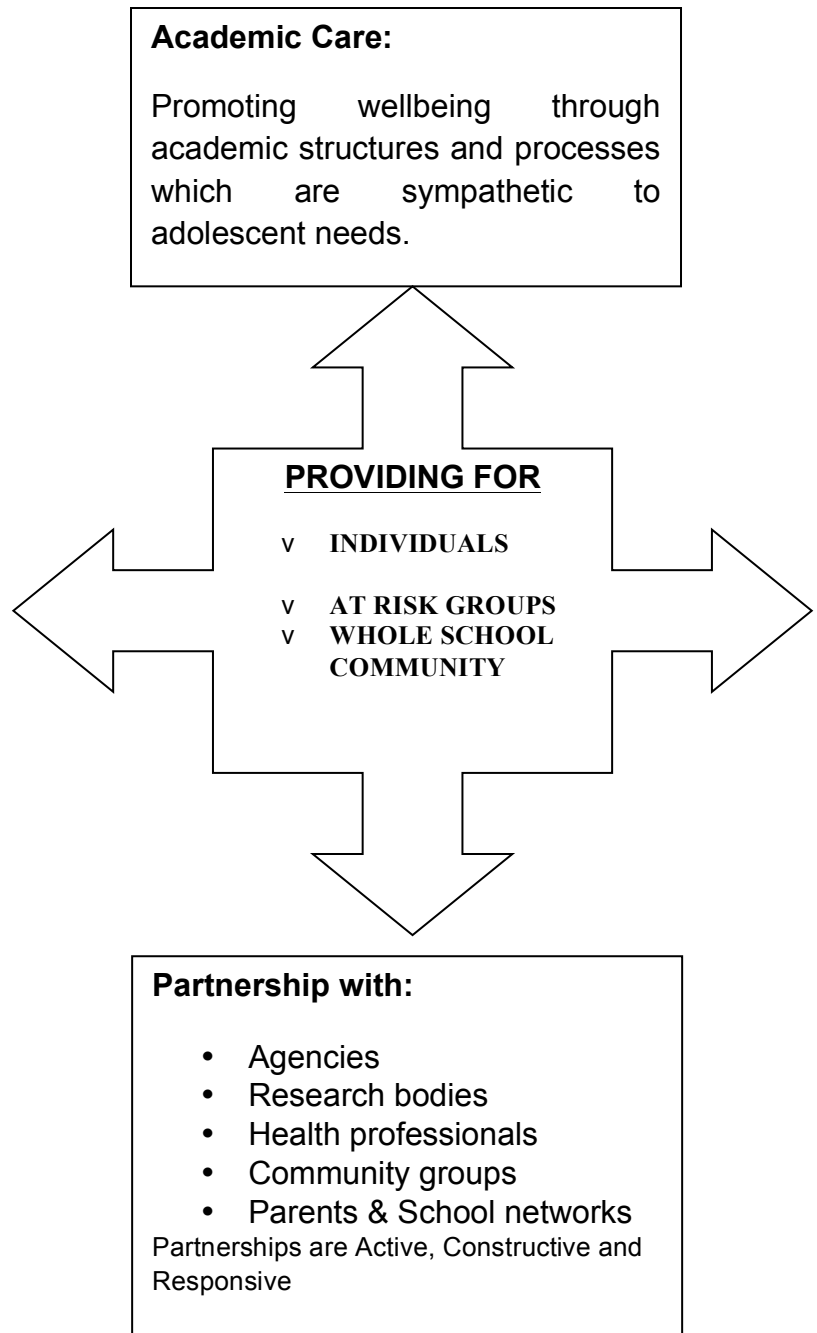 Academic Care:
Promoting wellbeing through
academic structures and processes
which are sympathetic to
adolescent needs.
PROVIDING FOR
v INDIVIDUALS
v AT RISK GROUPS
v WHOLE SCHOOL
COMMUNITY
Partnership with:
• Agencies
• Research bodies
• Health professionals
• Community groups
• Parents & School networks
Partnerships are Active, Constructive and
Responsive